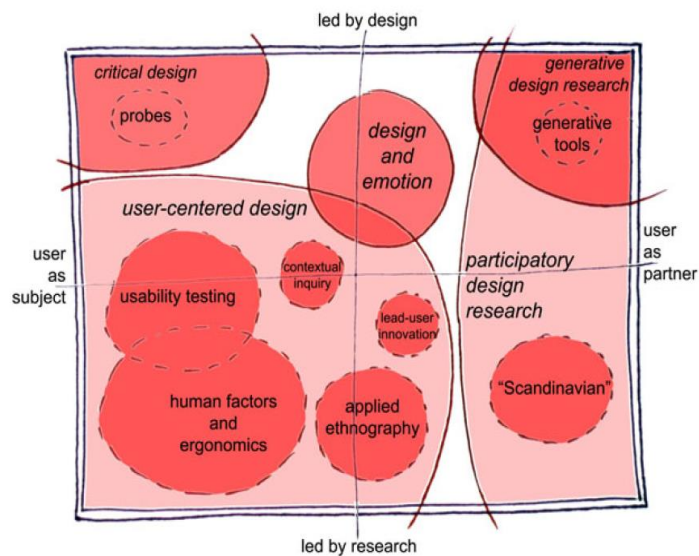 led by design
critical design
probes
generative
design research
generative
tools
design
and
emotion
user-centered design
user
as
subject
user
as
partner
contextual
inquiry
participatory
design
research
usability testing
lead-user
innovation
human factors
and
ergonomics
applied
ethnography
“Scandinavian”
led by research